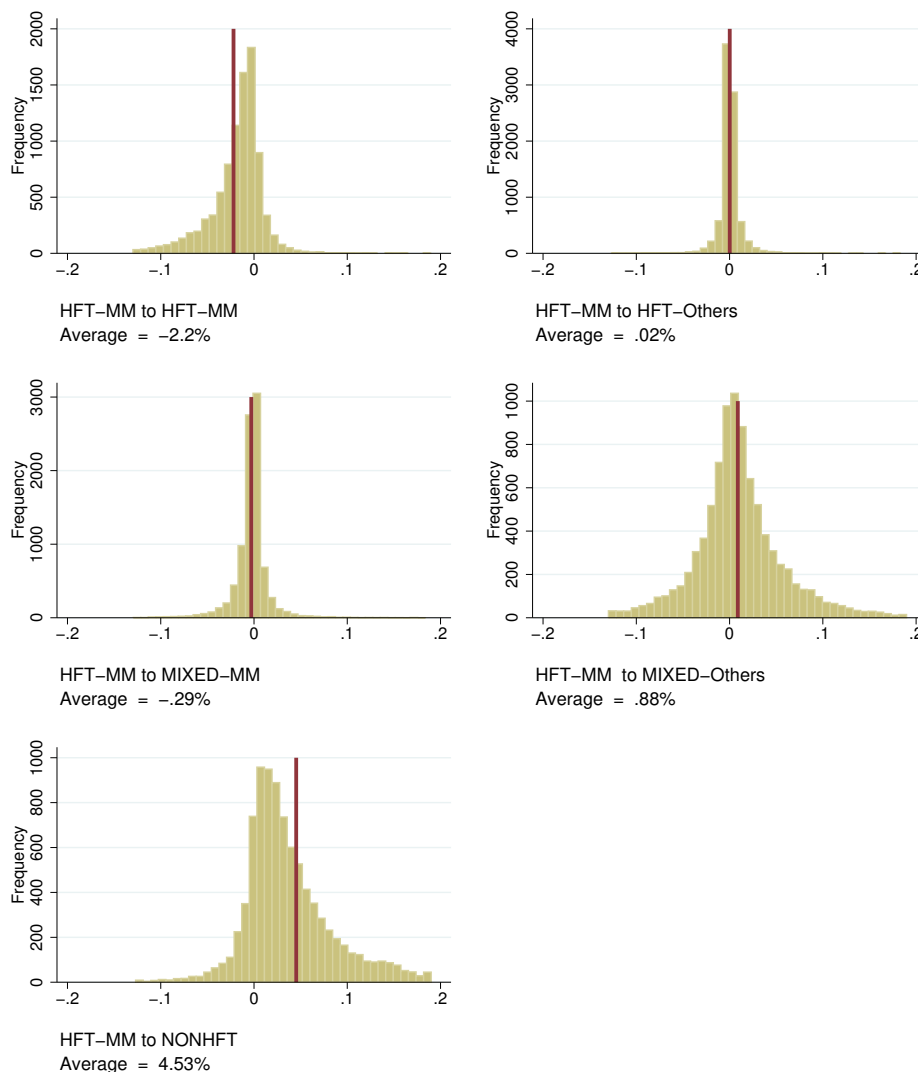 2000
1500
1000
500
0
Frequency
−.2 −.1 0 .1 .2
HFT−MM to HFT−MM
Average = −2.2%
4000
3000
2000
1000
0
Frequency
−.2 −.1 0 .1 .2
HFT−MM to HFT−Others
Average = .02%
3000
2000
1000
0
Frequency
−.2 −.1 0 .1 .2
HFT−MM to MIXED−MM
Average = −.29%
1000
800
600
400
200
0
Frequency
−.2 −.1 0 .1 .2
HFT−MM to MIXED−Others
Average = .88%
1000
800
600
400
200
0
Frequency
−.2 −.1 0 .1 .2
HFT−MM to NONHFT
Average = 4.53%